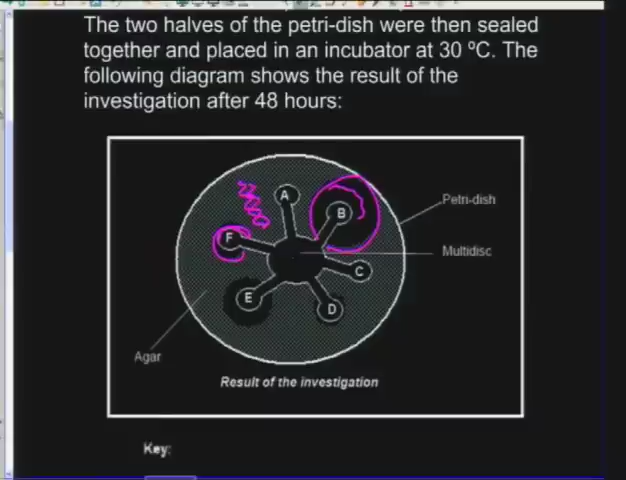 The two halves of the petri-dish were then sealed
together and placed in an incubator at 30 ºC. The
following diagram shows the result of the
investigation after 48 hours:
A
B
Petri-dish
F
Multidisc
C
E
D
Agar
Result of the investigation
Key: